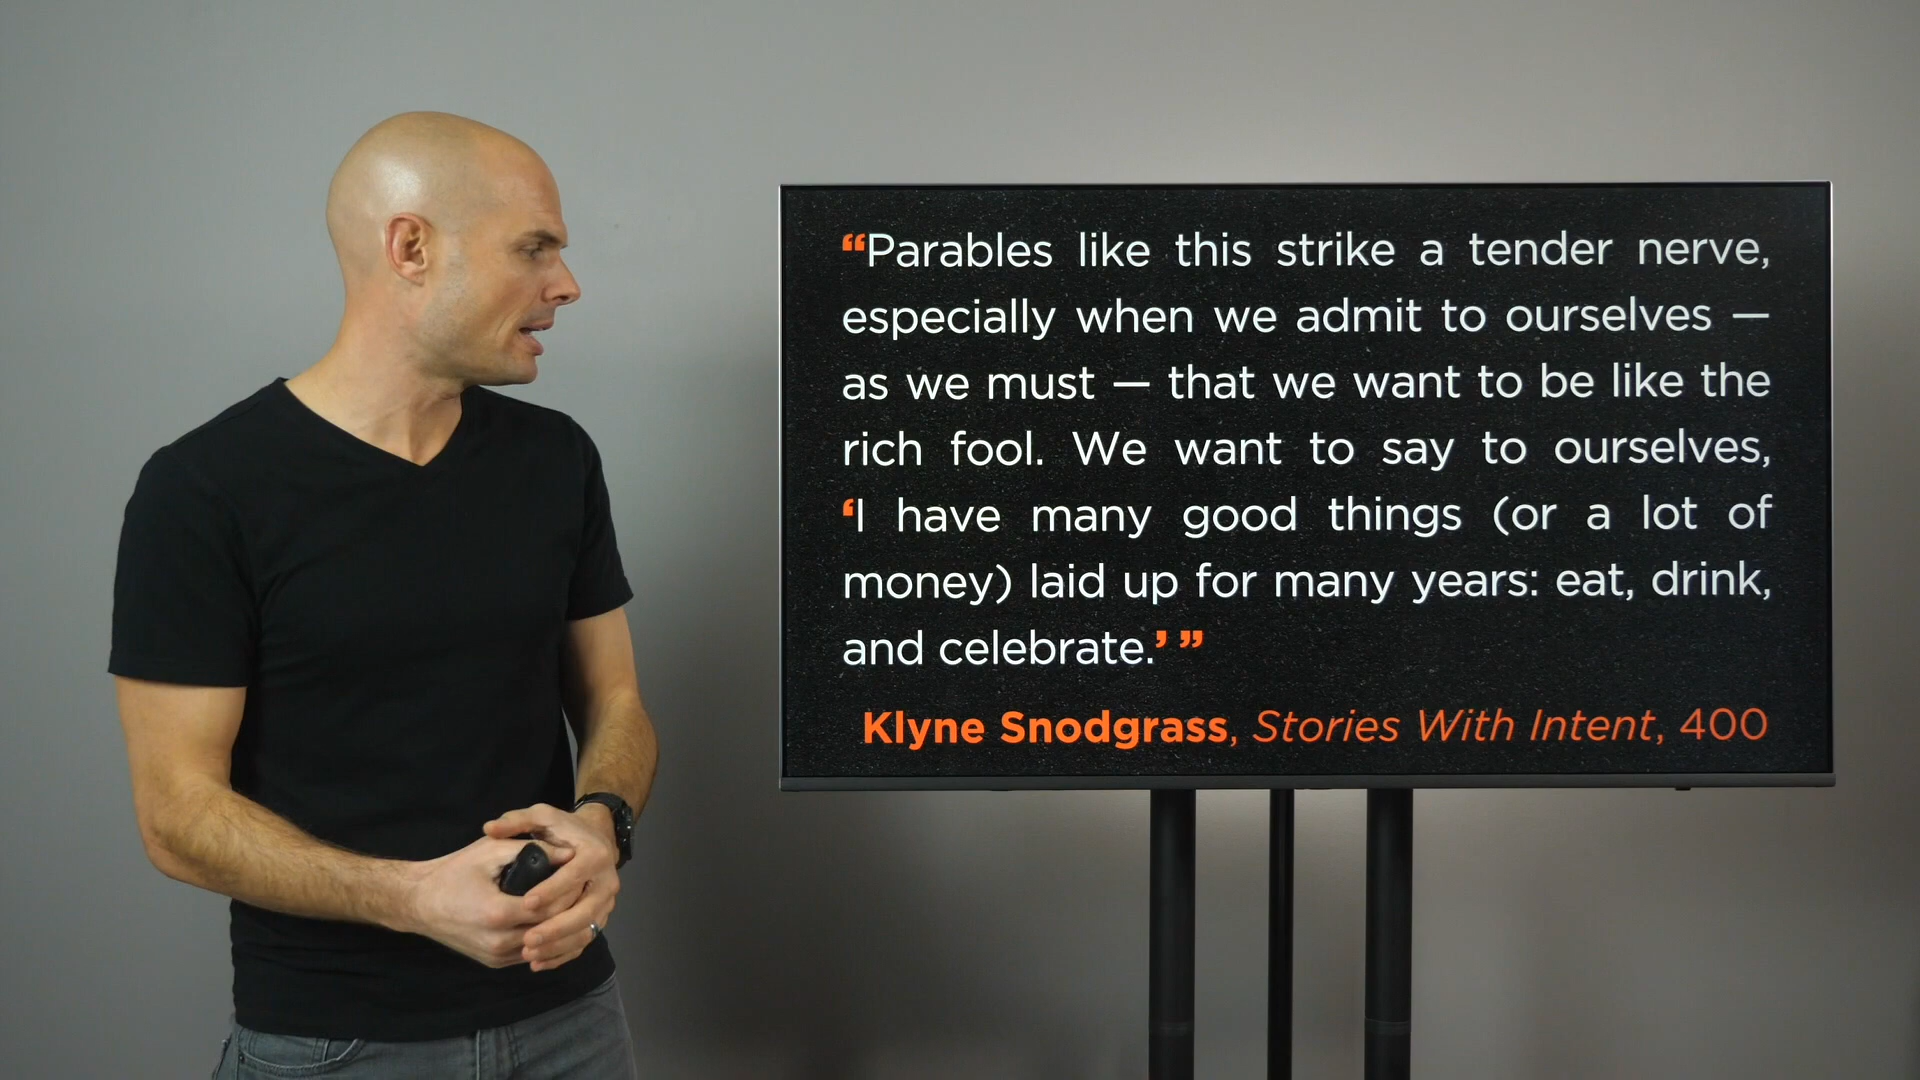 “Parables like this strike a tender nerve,
especially when we admit to ourselves —
as we must — that we want to be like the
rich fool. We want to say to ourselves,
‘I have many good things (or a lot of
money) laid up for many years: eat, drink,
and celebrate.’ ”
Klyne Snodgrass, Stories With Intent, 400